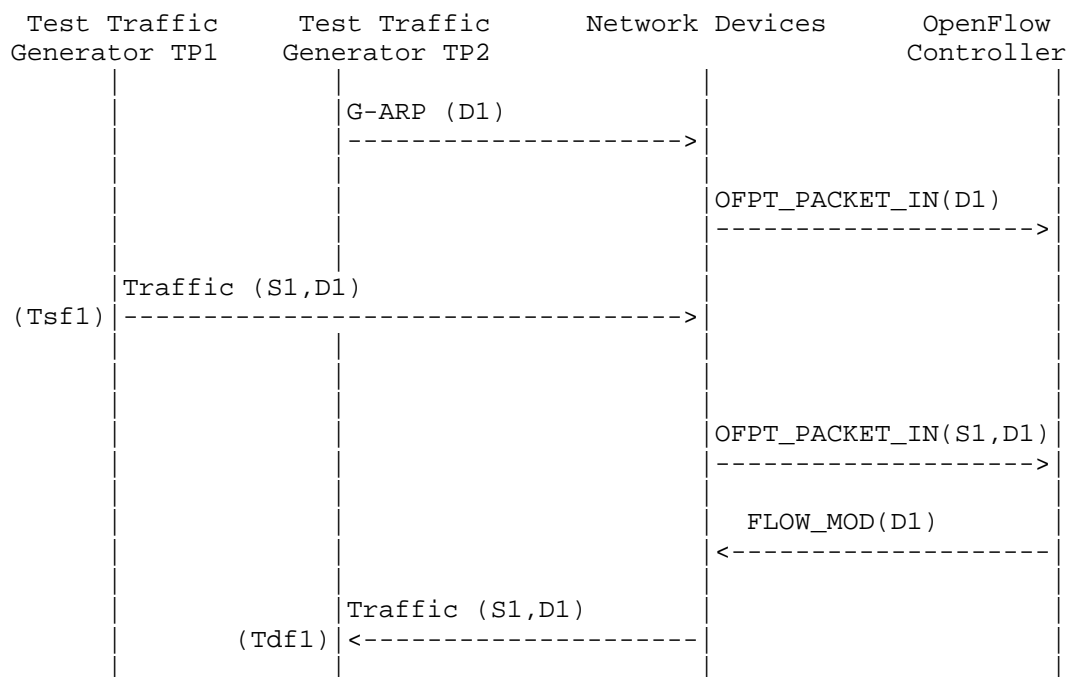 Test Traffic Test Traffic Network Devices OpenFlow
Generator TP1 Generator TP2 Controller
G-ARP (D1)
OFPT_PACKET_IN(D1)
Traffic (S1,D1)
(Tsf1)
OFPT_PACKET_IN(S1,D1)
FLOW_MOD(D1)
Traffic (S1,D1)
(Tdf1)